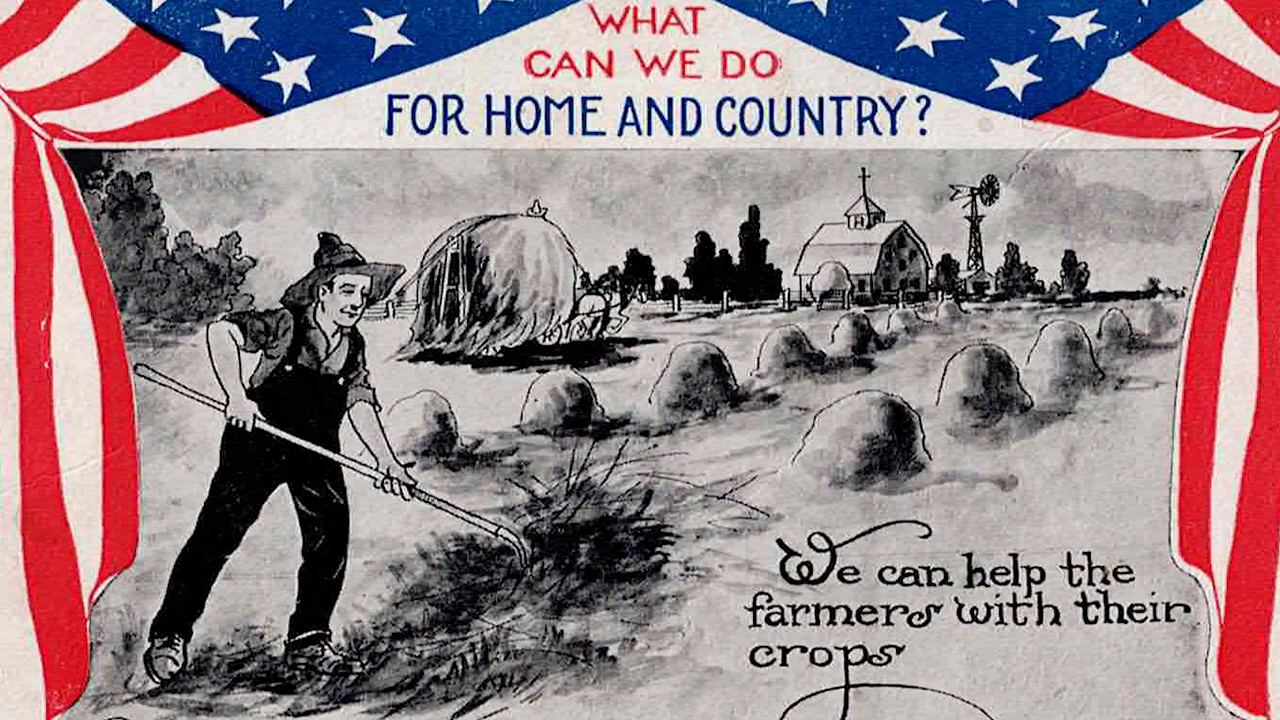 WHAT
CAN WE DO
FOR HOME AND COUNTRY?
We can help the
farmers with their
crops